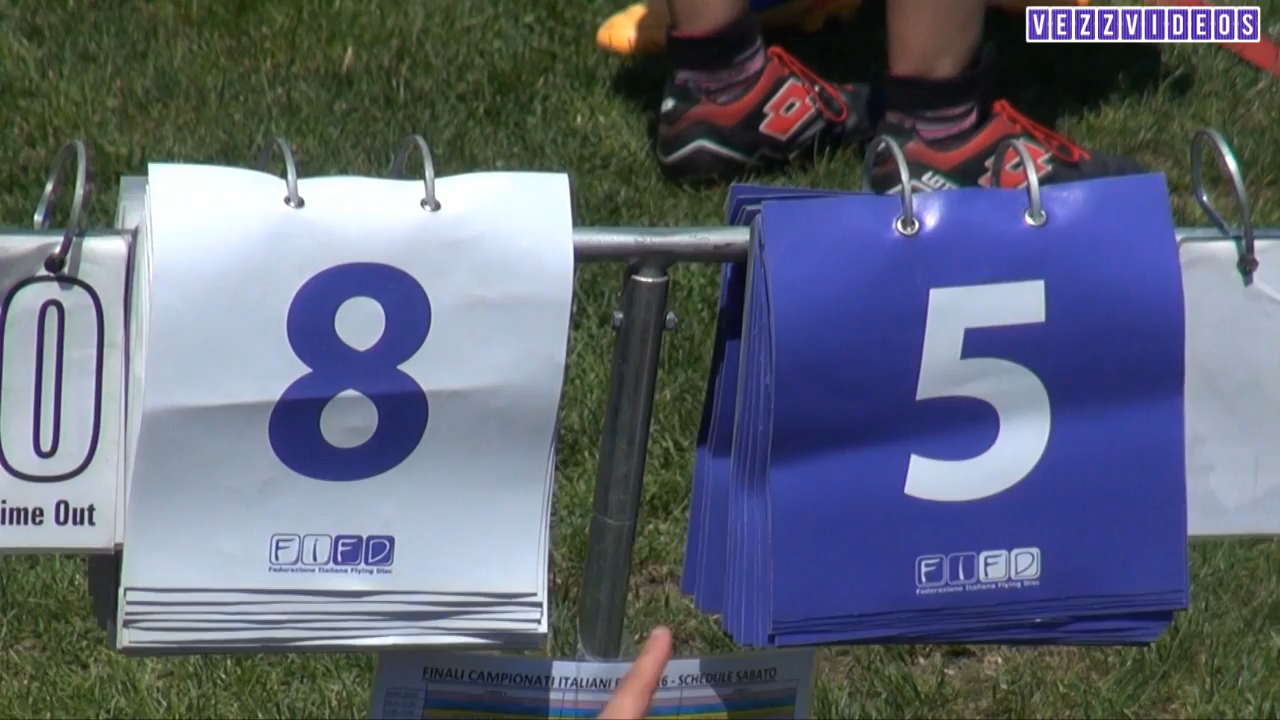 VEZZVIDEOS
LOTTO
0
ime Out
8
FIFD
Federazione Italiana Flying Disc
5
FIFD
Federazione Italiana Flying Disc
FINALI CAMPIONATI ITALIANI 6 - SCHEDULE SABATO